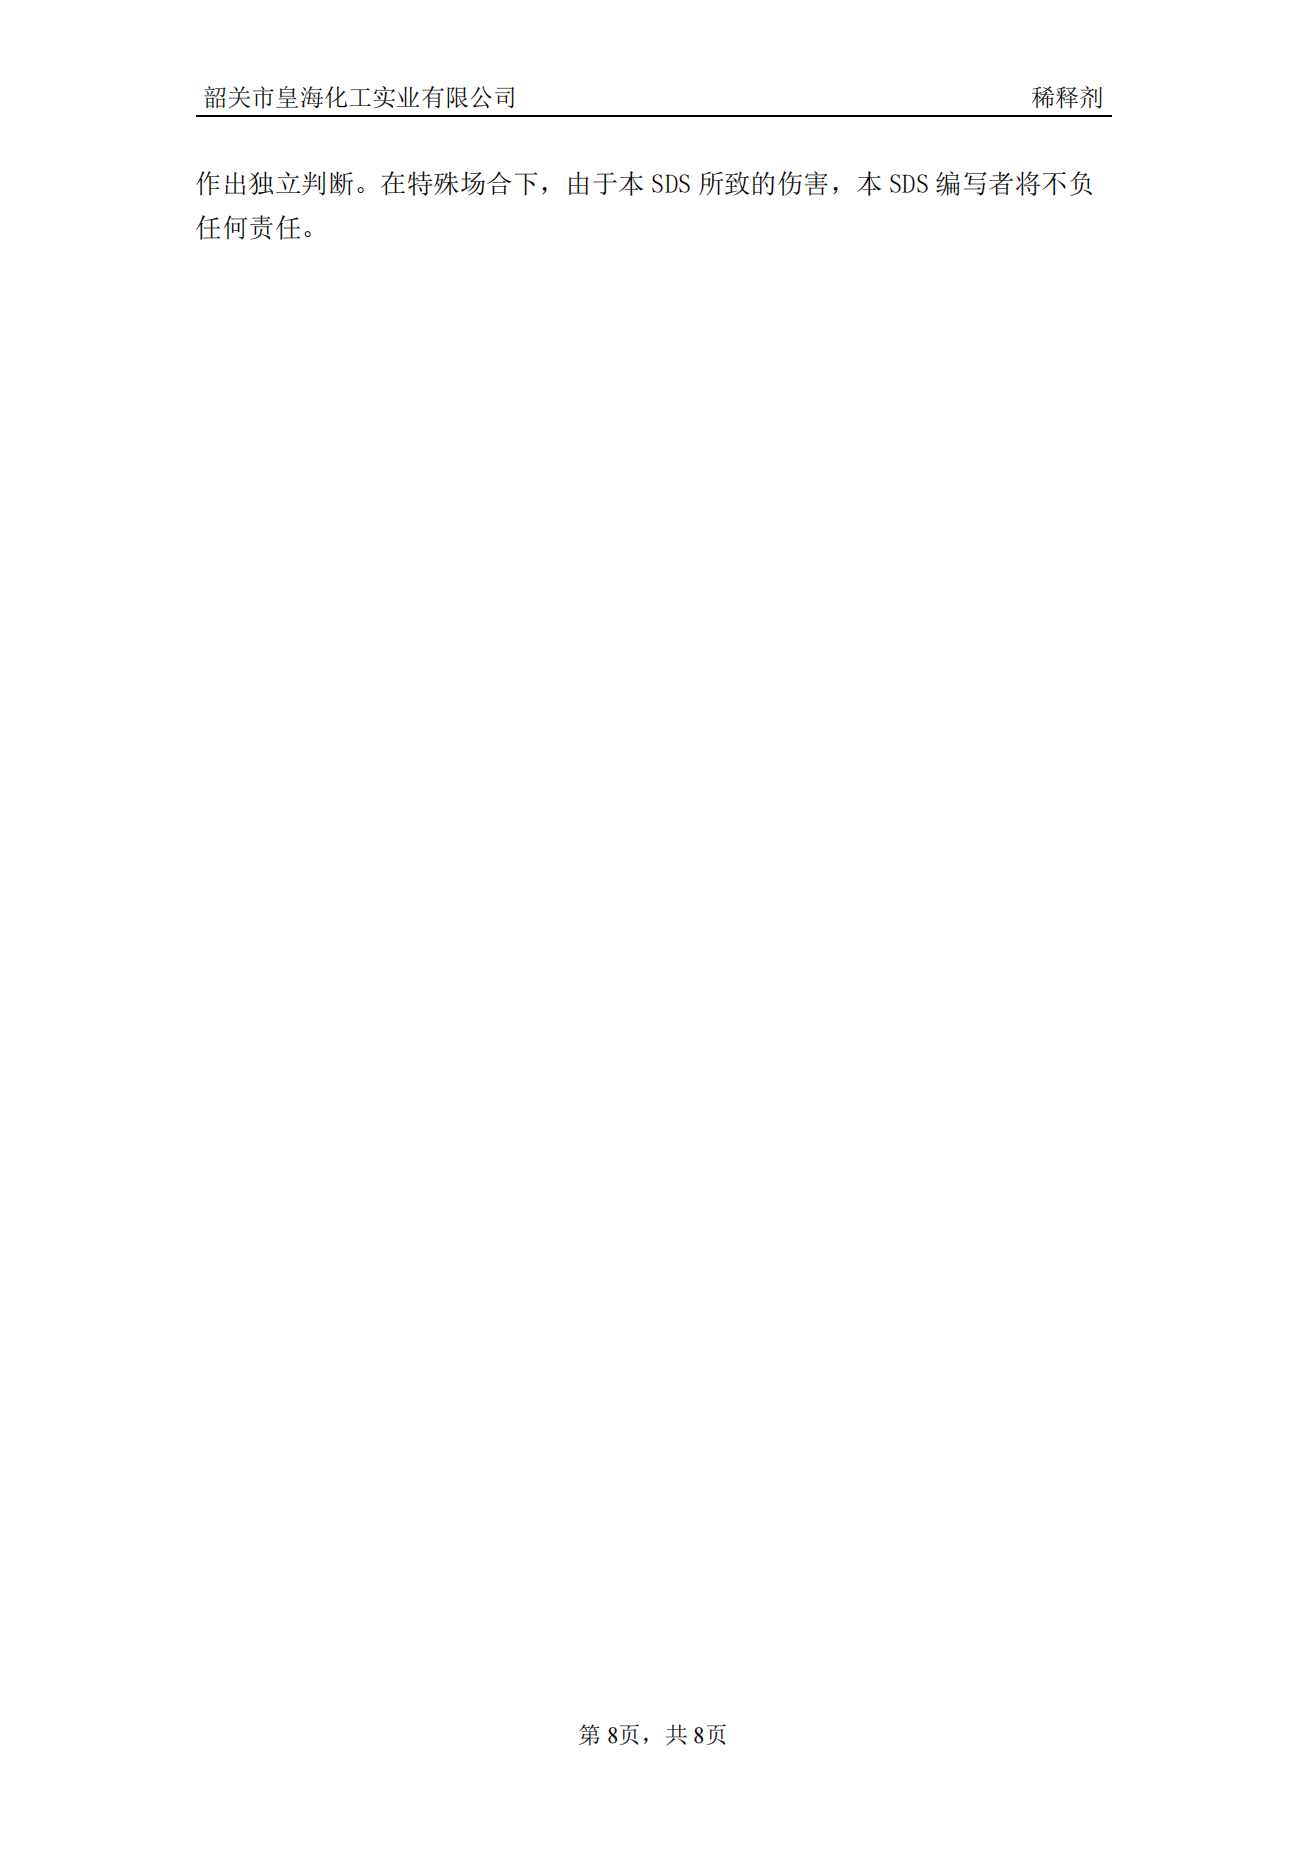 韶关市皇海化工实业有限公司 稀释剂
作出独立判断。在特殊场合下，由于本 SDS 所致的伤害，本 SDS 编写者将不负
任何责任。
第 8页，共 8页